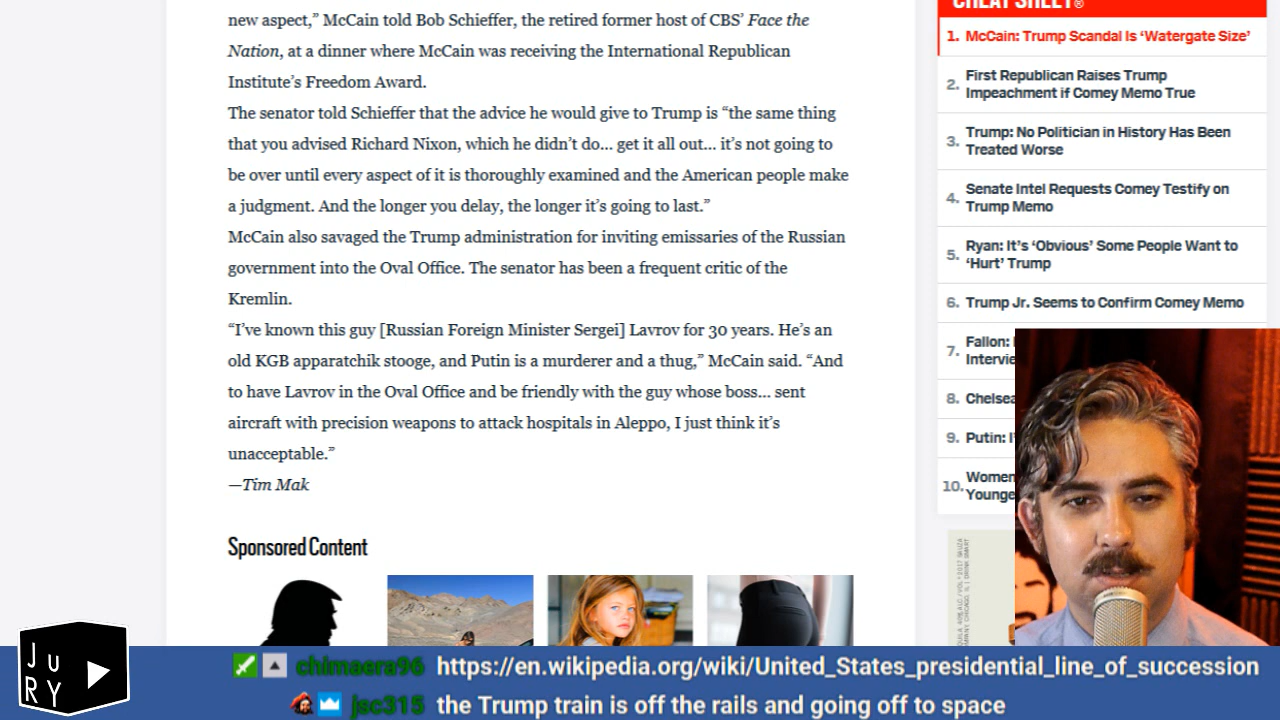 new aspect,” McCain told Bob Schieffer, the retired former host of CBS’ Face the
Nation, at a dinner where McCain was receiving the International Republican
Institute’s Freedom Award.
The senator told Schieffer that the advice he would give to Trump is “the same thing
that you advised Richard Nixon, which he didn’t do... get it all out... it’s not going to
be over until every aspect of it is thoroughly examined and the American people make
a judgment. And the longer you delay, the longer it’s going to last.”
McCain also savaged the Trump administration for inviting emissaries of the Russian
government into the Oval Office. The senator has been a frequent critic of the
Kremlin.
“I’ve known this guy [Russian Foreign Minister Sergei] Lavrov for 30 years. He’s an
old KGB apparatchik stooge, and Putin is a murderer and a thug,” McCain said. “And
to have Lavrov in the Oval Office and be friendly with the guy whose boss... sent
aircraft with precision weapons to attack hospitals in Aleppo, I just think it’s
unacceptable.”
—Tim Mak
Sponsored Content
CHEAT SHEET®
1. McCain: Trump Scandal Is ‘Watergate Size’
2. First Republican Raises Trump
Impeachment if Comey Memo True
3. Trump: No Politician in History Has Been
Treated Worse
4. Senate Intel Requests Comey Testify on
Trump Memo
5. Ryan: It’s ‘Obvious’ Some People Want to
‘Hurt’ Trump
6. Trump Jr. Seems to Confirm Comey Memo
7. Fallon:
Intervie
8. Chelsea
9. Putin: I’
10. Women
Younge
JuRY
chimaera96 https://en.wikipedia.org/wiki/United_States_presidential_line_of_succession
jsc315 the Trump train is off the rails and going off to space